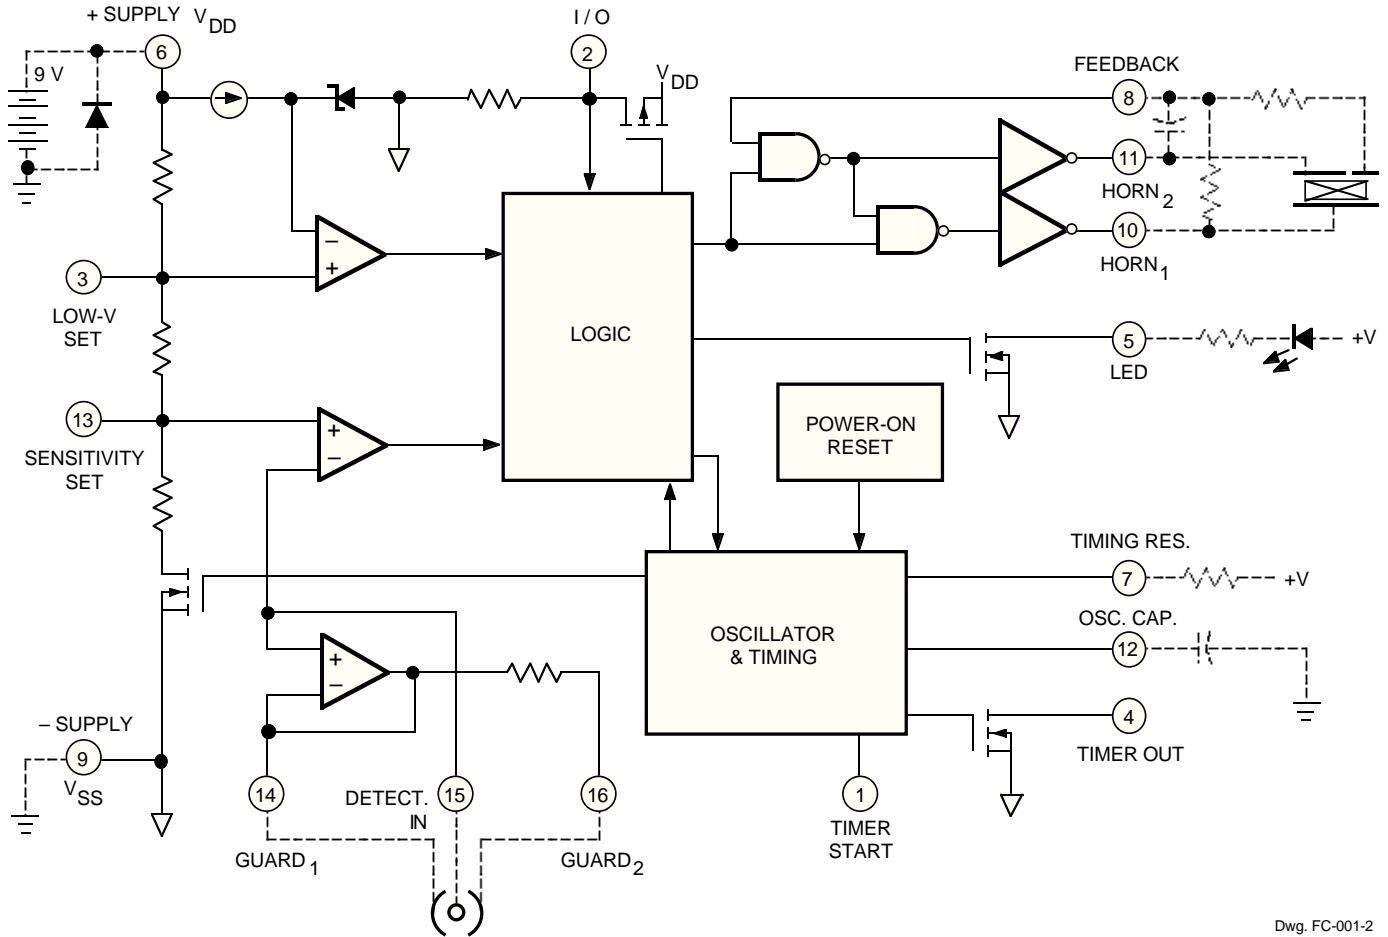 + SUPPLY V DD
6
9 V
I / O
2
V DD
FEEDBACK
8
11
HORN 2
10
HORN 1
–
+
3
LOW-V
SET
LOGIC
5
LED
+V
13
SENSITIVITY
SET
+
–
POWER-ON
RESET
TIMING RES.
7
+V
OSC. CAP.
12
OSCILLATOR
& TIMING
+
–
– SUPPLY
9
V SS
4
TIMER OUT
14
DETECT.
IN
15
16
1
TIMER
START
GUARD 1
GUARD 2
Dwg. FC-001-2